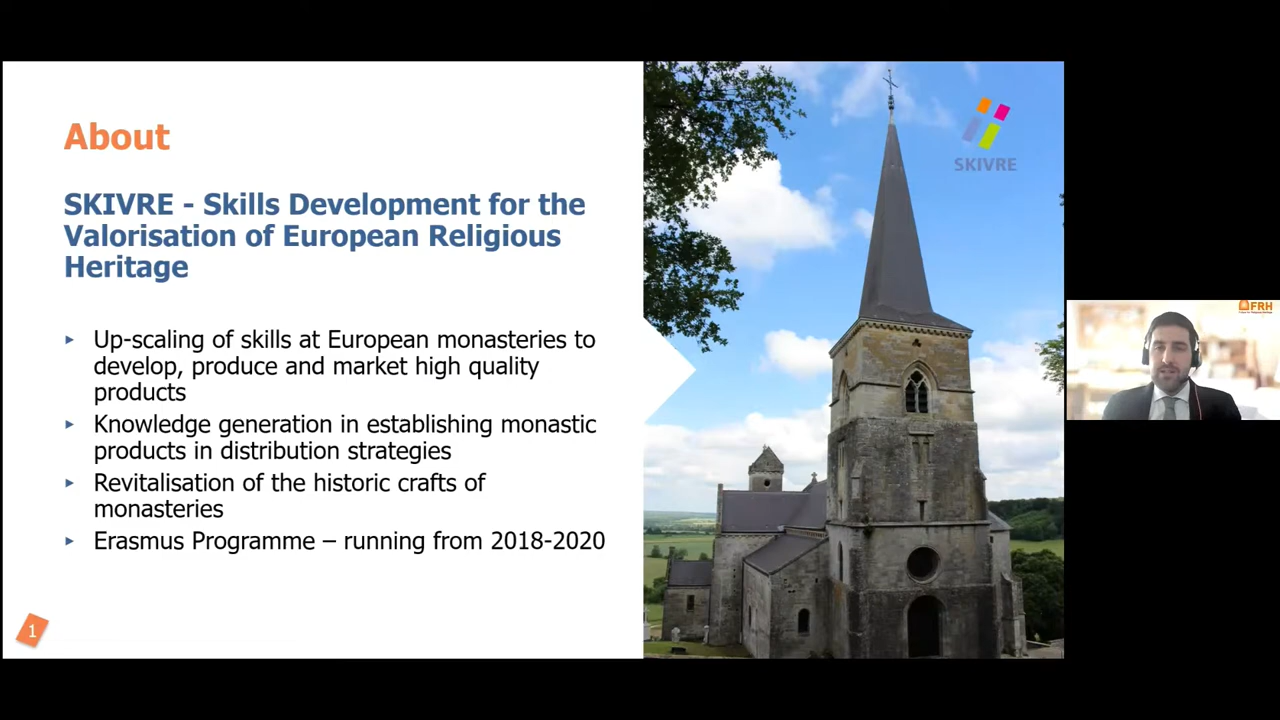 About
SKIVRE - Skills Development for the
Valorisation of European Religious
Heritage
Up-scaling of skills at European monasteries to
develop, produce and market high quality
products
Knowledge generation in establishing monastic
products in distribution strategies
Revitalisation of the historic crafts of
monasteries
Erasmus Programme – running from 2018-2020
1
SKIVRE
FRH